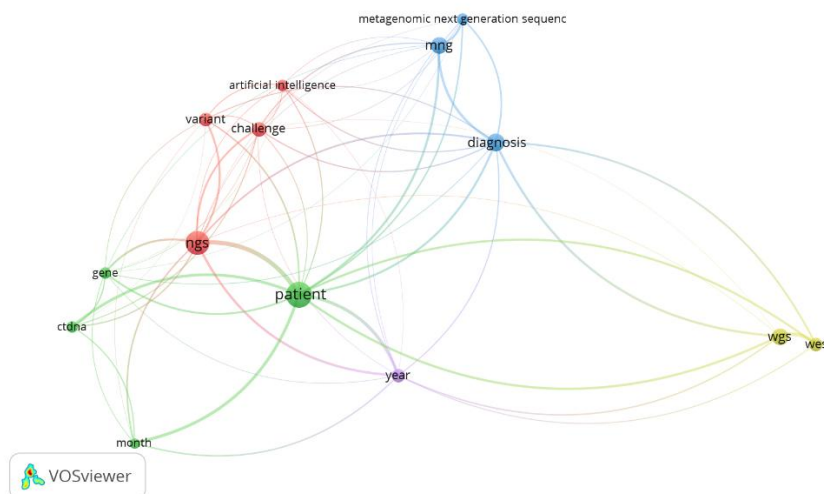 metagenomic next generation sequenc
mng
artificial intelligence
variant
challenge
diagnosis
ngs
gene
patient
ctdna
wgs
wes
year
month
VOSviewer